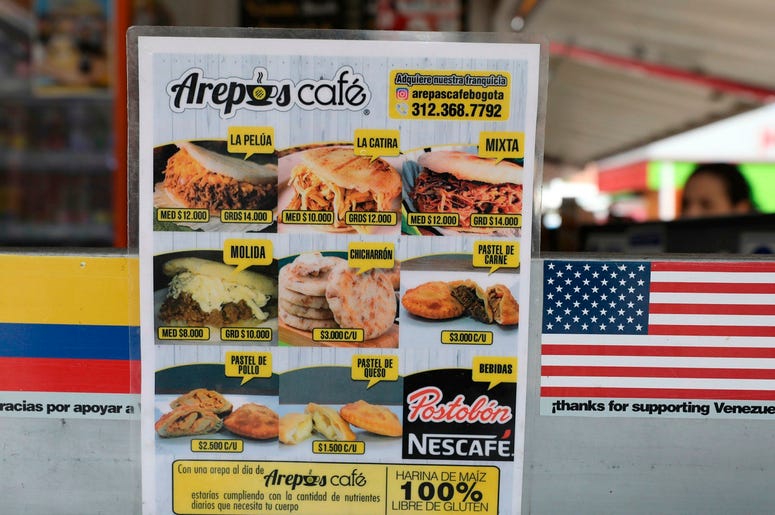 Arepas café®
Adquiere nuestra franquicia
arepascafebogota
312.368.7792
LA PELÚA
MED $12.000
GRD$14.000
LA CATIRA
MED $10.000
GRD$12.000
MIXTA
MED $12.000
GRD $14.000
MOLIDA
MED $8.000
GRD $10.000
CHICHARRÓN
$3.000 C/U
PASTEL DE
CARNE
$3.000 C/U
PASTEL DE
POLLO
$2.500 C/U
PASTEL DE
QUESO
$1.500 C/U
BEBIDAS
Postobón
NESCAFÉ
Con una arepa al dia de
Arepas café
estarías cumpliendo con la cantidad de nutrientes
diarios que necesita tu cuerpo
HARINA DE MAÍZ
100%
LIBRE DE GLUTEN
racias por apoyar a
¡thanks for supporting Venezue